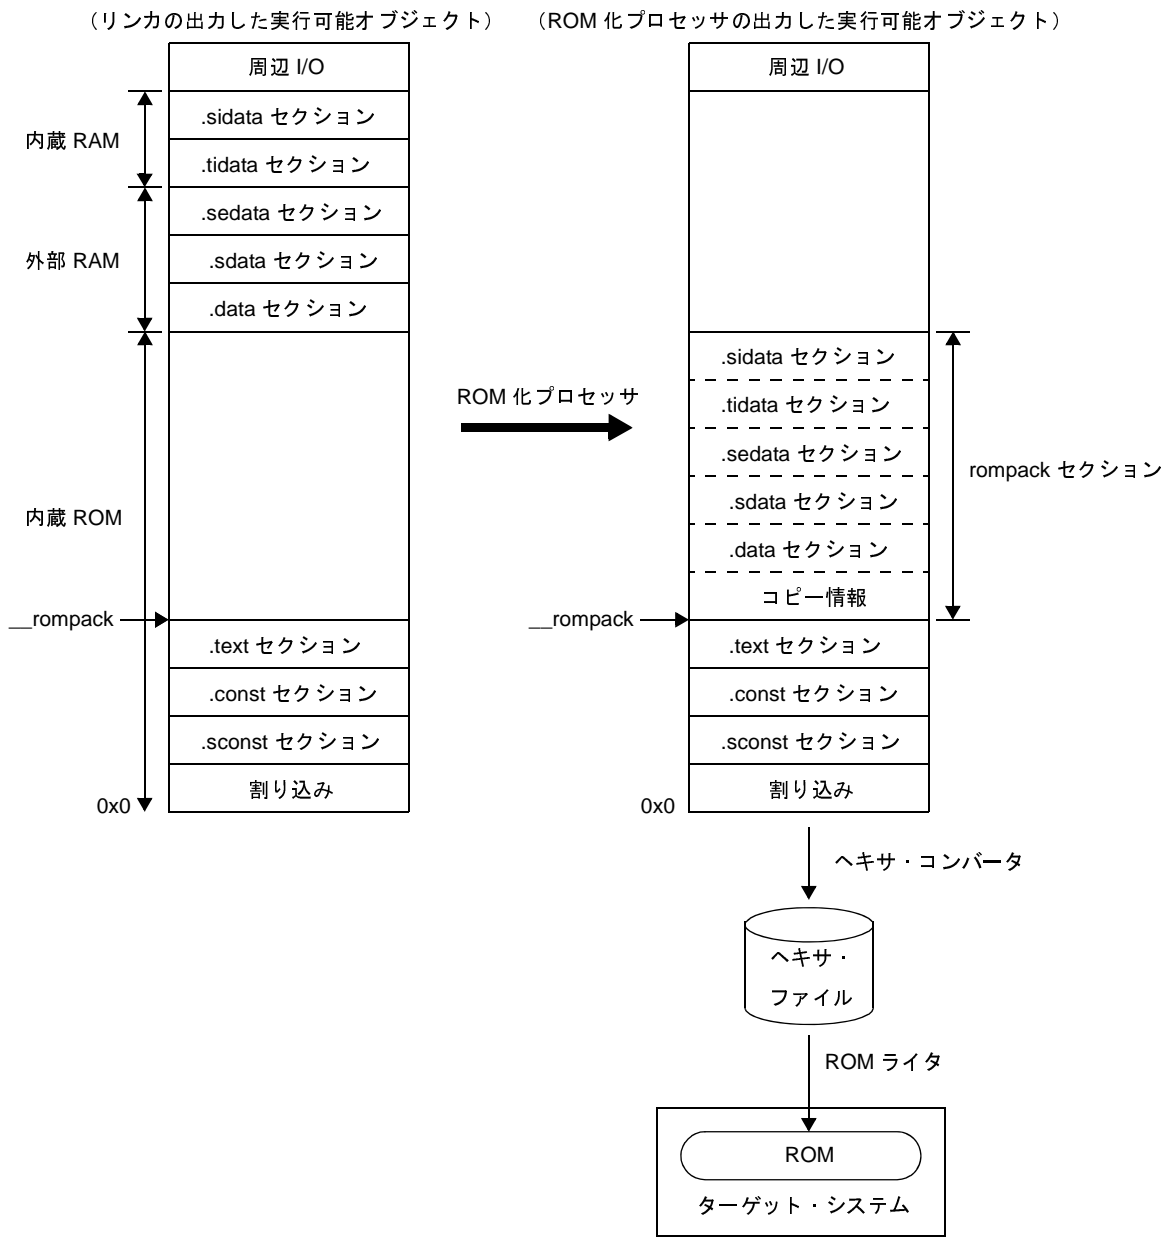 （リンカの出力した実行可能オブジェクト）
周辺 I/O
.sidata セクション
.tidata セクション
内蔵 RAM
.sedata セクション
.sdata セクション
.data セクション
外部 RAM
内蔵 ROM
__rompack
.text セクション
.const セクション
.sconst セクション
割り込み
0x0
ROM 化プロセッサ
（ROM 化プロセッサの出力した実行可能オブジェクト）
周辺 I/O
.sidata セクション
.tidata セクション
.sedata セクション
.sdata セクション
.data セクション
コピー情報
rompack セクション
__rompack
.text セクション
.const セクション
.sconst セクション
割り込み
0x0
ヘキサ・コンバータ
ヘキサ・
ファイル
ROM ライタ
ROM
ターゲット・システム